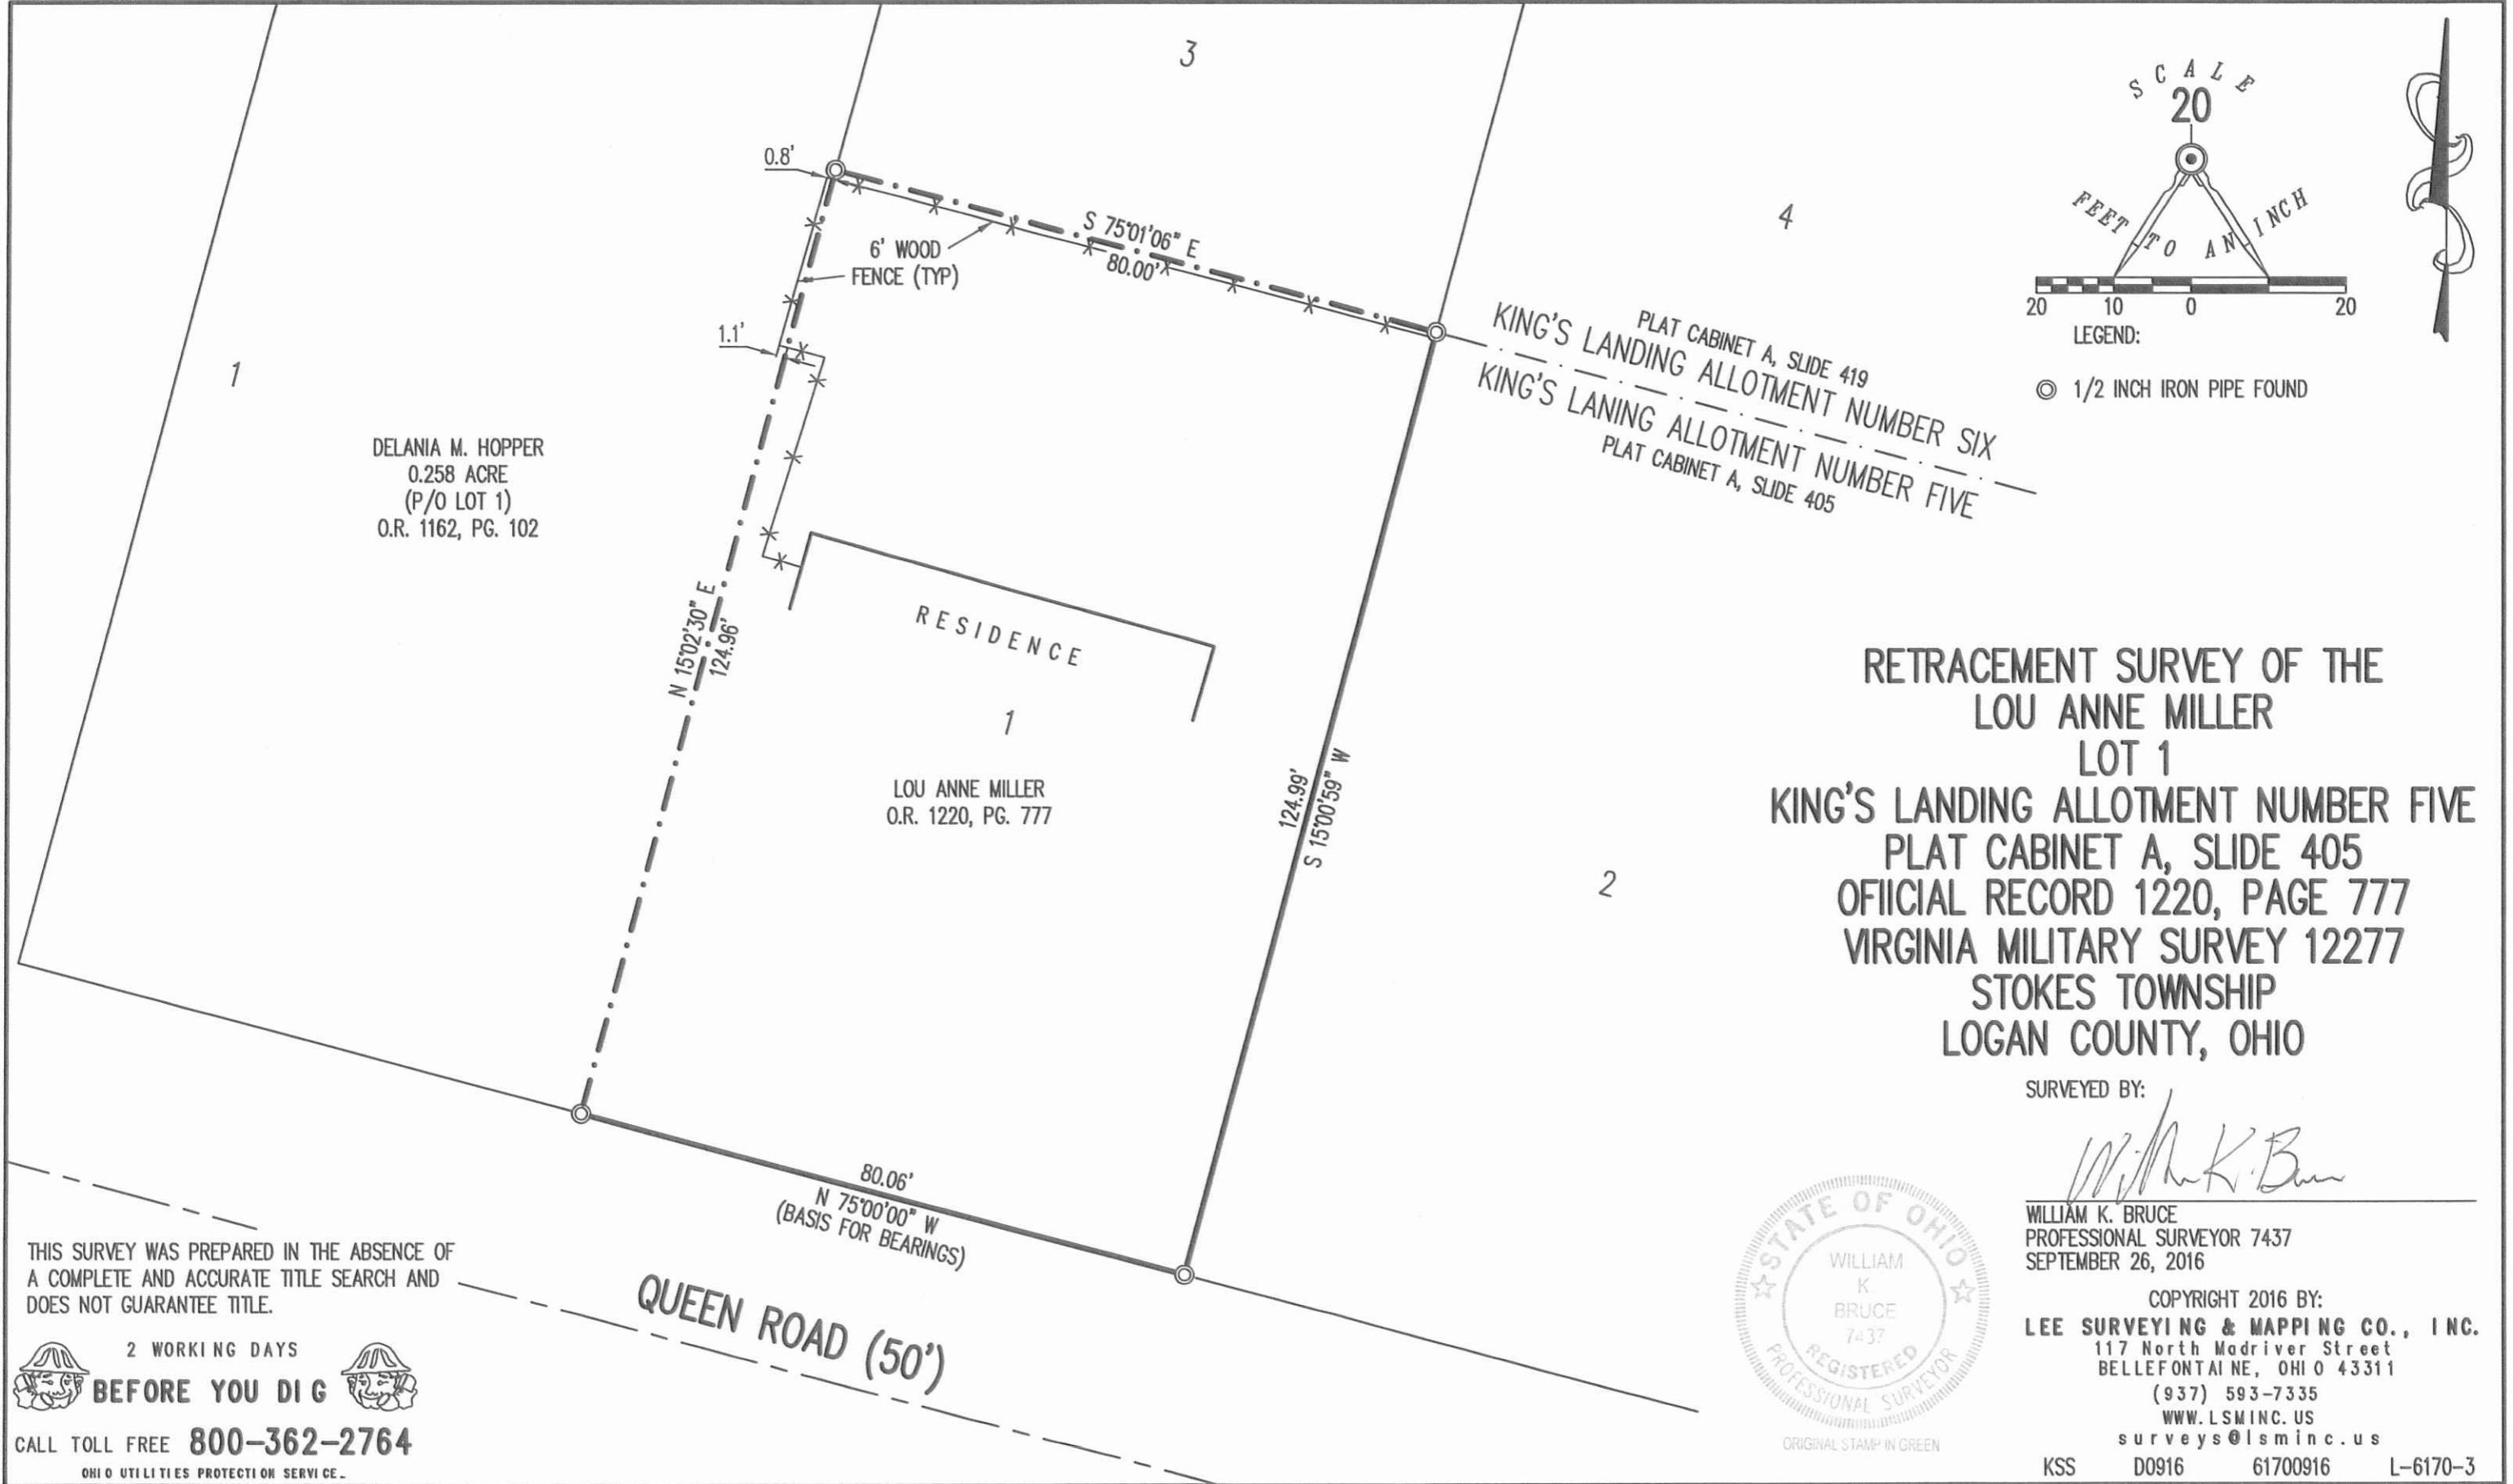 3
SCALE
20
FEET TO AN INCH
20 10 0 20
LEGEND:
1/2 INCH IRON PIPE FOUND
0.8'
6' WOOD
FENCE (TYP)
S 75°01'06" E
80.00'
4
1.1'
1
DELANIA M. HOPPER
0.258 ACRE
(P/O LOT 1)
O.R. 1162, PG. 102
PLAT CABINET A, SLIDE 419
KING'S LANDING ALLOTMENT NUMBER SIX
KING'S LANING ALLOTMENT NUMBER FIVE
PLAT CABINET A, SLIDE 405
N 15°02'30" E
124.96'
RESIDENCE
1
LOU ANNE MILLER
O.R. 1220, PG. 777
124.99'
S 15°00'59" W
2
80.06'
N 75°00'00" W
(BASIS FOR BEARINGS)
QUEEN ROAD (50')
RETRACEMENT SURVEY OF THE
LOU ANNE MILLER
LOT 1
KING'S LANDING ALLOTMENT NUMBER FIVE
PLAT CABINET A, SLIDE 405
OFIICIAL RECORD 1220, PAGE 777
VIRGINIA MILITARY SURVEY 12277
STOKES TOWNSHIP
LOGAN COUNTY, OHIO
SURVEYED BY:
WILLIAM K. BRUCE
PROFESSIONAL SURVEYOR 7437
SEPTEMBER 26, 2016
COPYRIGHT 2016 BY:
LEE SURVEYING & MAPPING CO., INC.
117 North Madriver Street
BELLEFONTAINE, OHIO 43311
(937) 593-7335
WWW.LSMINC.US
surveys@lsminc.us
KSS D0916 61700916 L-6170-3
STATE OF OHIO
WILLIAM
K
BRUCE
7437
REGISTERED
PROFESSIONAL SURVEYOR
ORIGINAL STAMP IN GREEN
THIS SURVEY WAS PREPARED IN THE ABSENCE OF
A COMPLETE AND ACCURATE TITLE SEARCH AND
DOES NOT GUARANTEE TITLE.
2 WORKING DAYS
BEFORE YOU DIG
CALL TOLL FREE 800-362-2764
OHIO UTILITIES PROTECTION SERVICE.